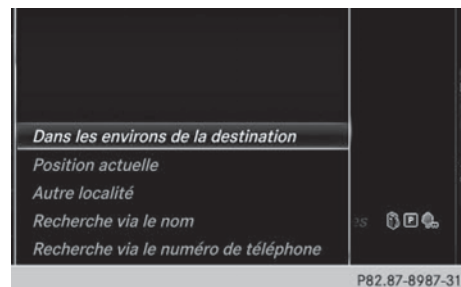 Dans les environs de la destination
Position actuelle
Autre localité
Recherche via le nom
es P
Recherche via le numéro de téléphone
P82.87-8987-31